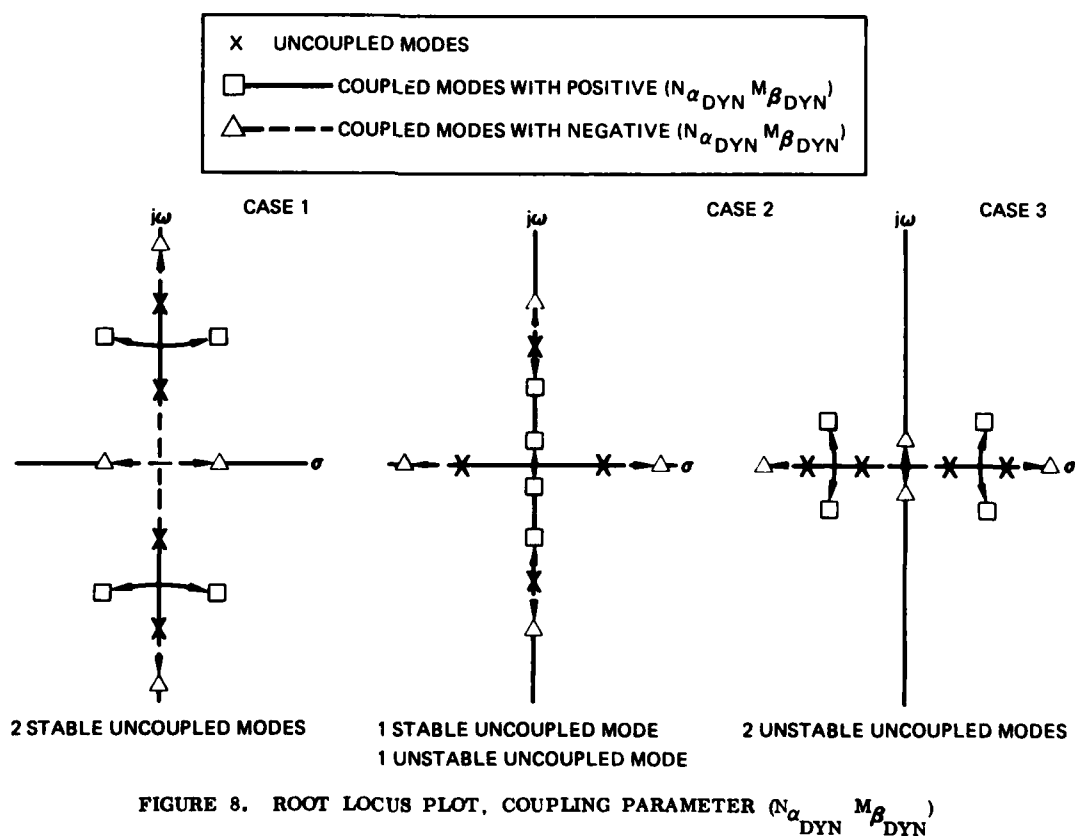 X UNCOUPLED MODES
COUPLED MODES WITH POSITIVE (NαDYN MβDYN)
COUPLED MODES WITH NEGATIVE (NαDYN MβDYN)
CASE 1
CASE 2
CASE 3
jω
jω
jω
σ
σ
σ
2 STABLE UNCOUPLED MODES
1 STABLE UNCOUPLED MODE
1 UNSTABLE UNCOUPLED MODE
2 UNSTABLE UNCOUPLED MODES
FIGURE 8. ROOT LOCUS PLOT, COUPLING PARAMETER (NαDYN MβDYN)